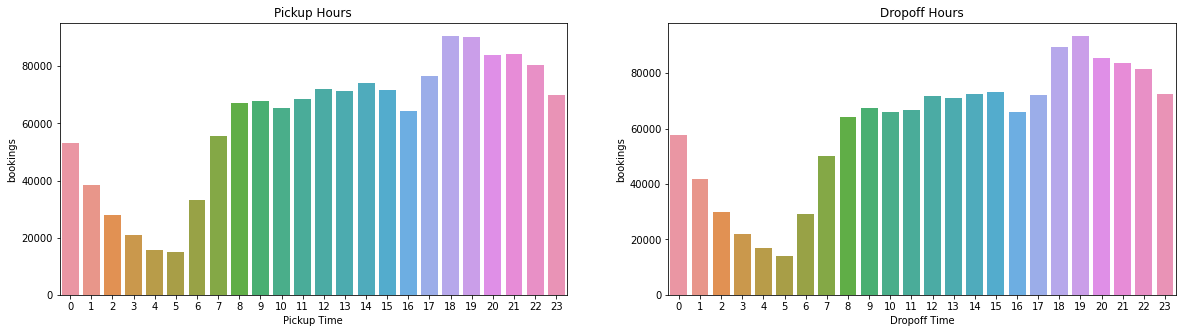 Pickup Hours
bookings
80000
60000
40000
20000
0
0 1 2 3 4 5 6 7 8 9 10 11 12 13 14 15 16 17 18 19 20 21 22 23
Pickup Time
Dropoff Hours
bookings
80000
60000
40000
20000
0
0 1 2 3 4 5 6 7 8 9 10 11 12 13 14 15 16 17 18 19 20 21 22 23
Dropoff Time